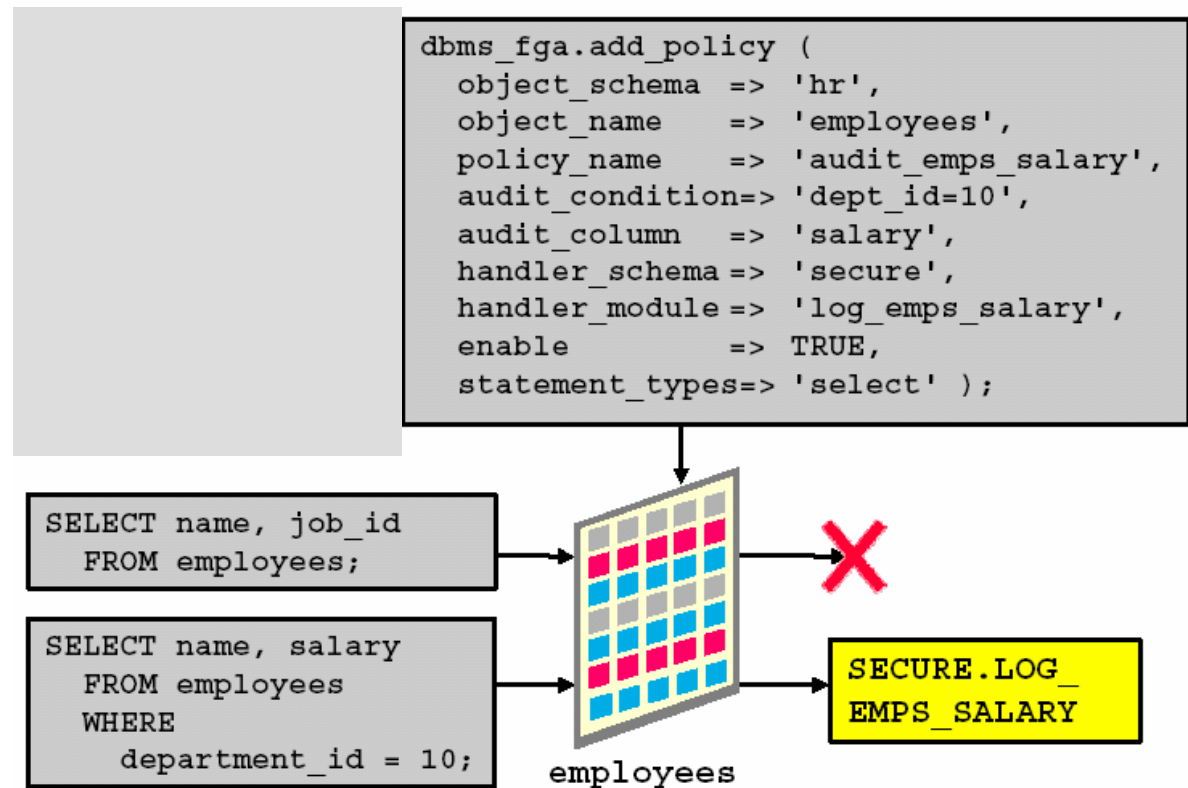 dbms_fga.add_policy (
object_schema => 'hr',
object_name => 'employees',
policy_name => 'audit_emps_salary',
audit_condition=> 'dept_id=10',
audit_column => 'salary',
handler_schema => 'secure',
handler_module => 'log_emps_salary',
enable => TRUE,
statement_types=> 'select' );
SELECT name, job_id
FROM employees;
SELECT name, salary
FROM employees
WHERE
department_id = 10;
employees
SECURE.LOG_
EMPS_SALARY